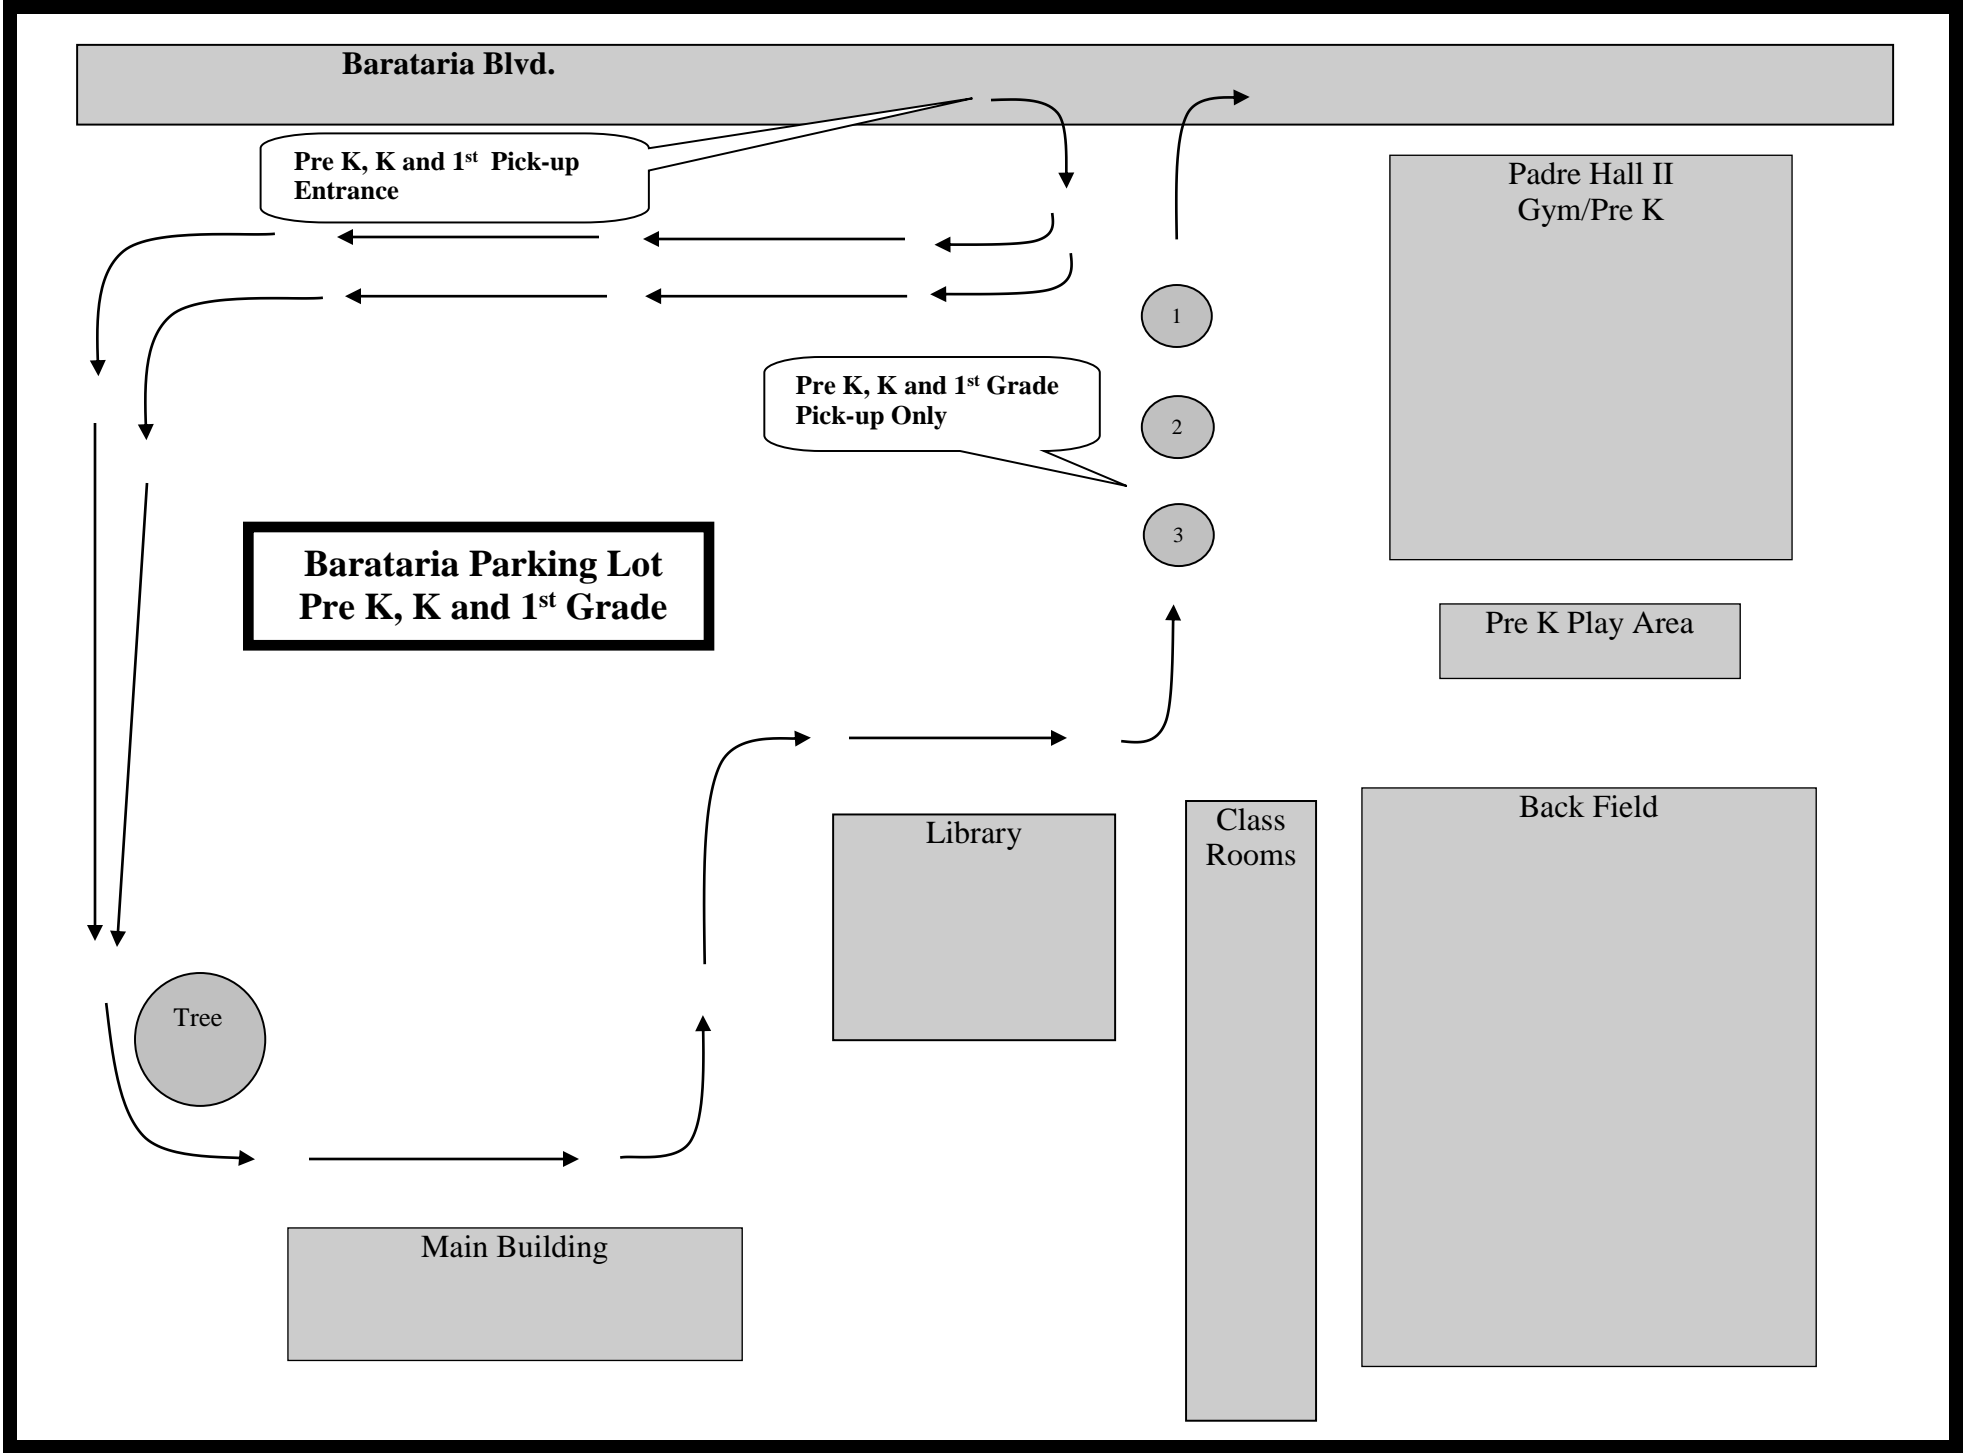 Barataria Blvd.
Pre K, K and 1st Pick-up
Entrance
Padre Hall II
Gym/Pre K
1
Pre K, K and 1st Grade
Pick-up Only
2
3
Barataria Parking Lot
Pre K, K and 1st Grade
Pre K Play Area
Library
Class
Rooms
Back Field
Tree
Main Building